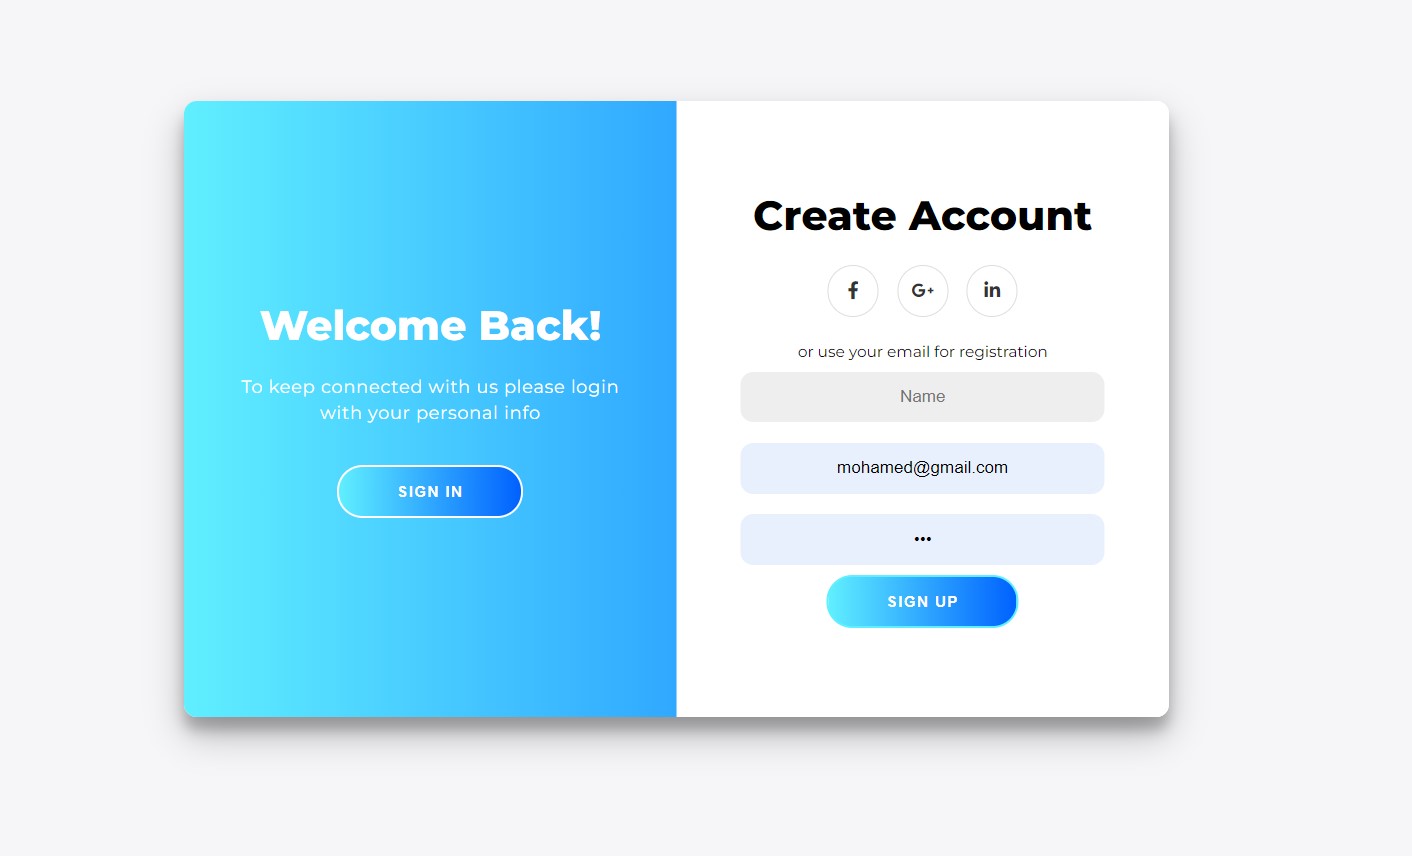 Welcome Back!
To keep connected with us please login
with your personal info
SIGN IN
Create Account
f
G+
in
or use your email for registration
Name
mohamed@gmail.com
•••
SIGN UP